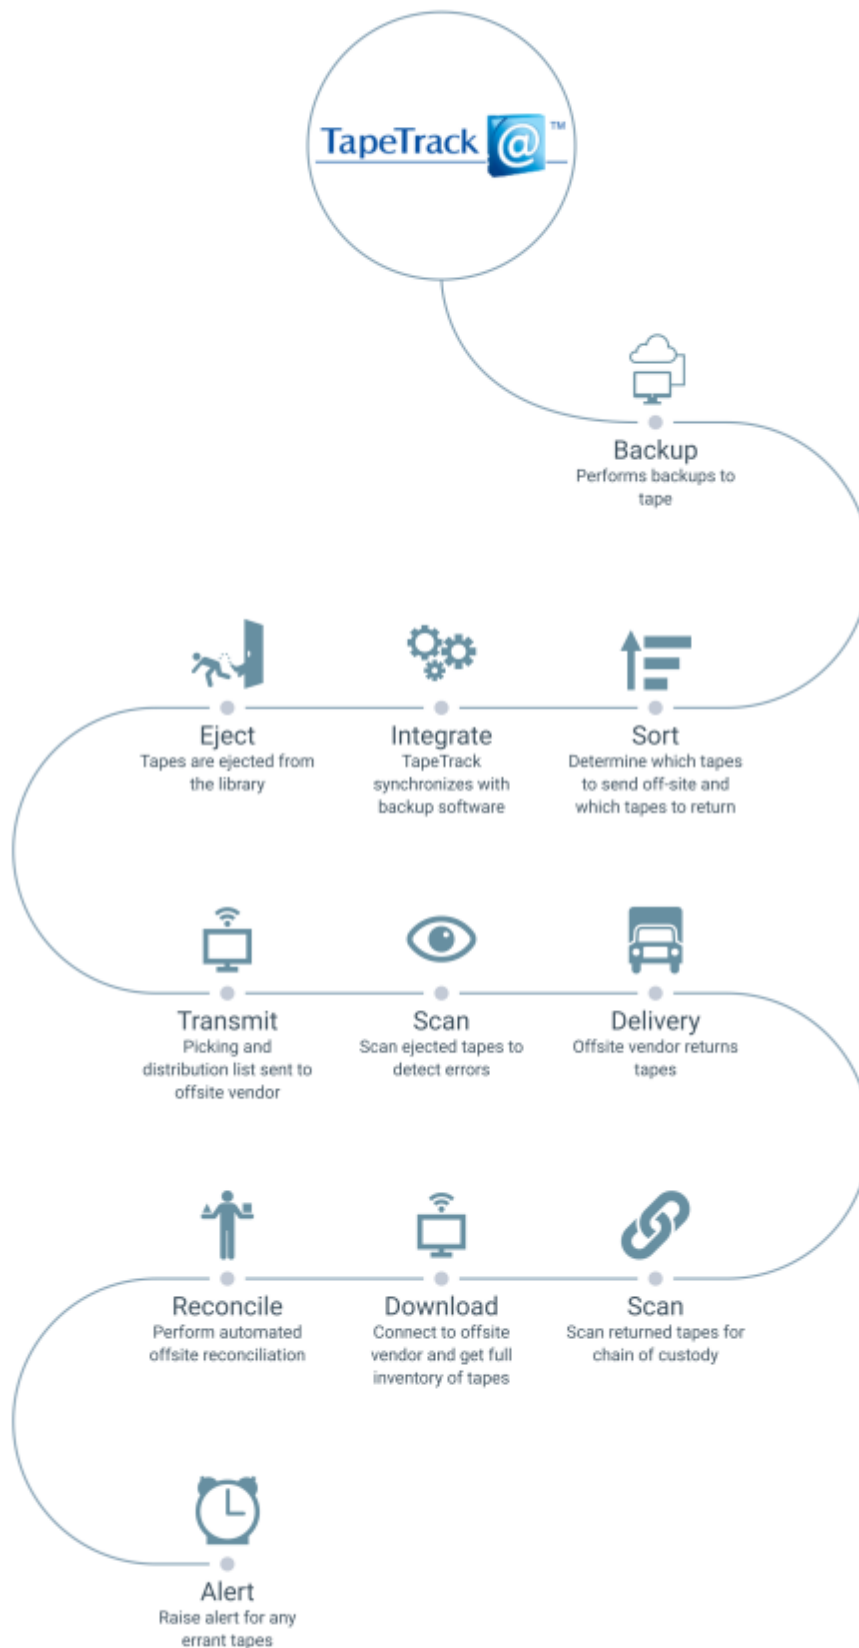 TapeTrack @ ™
Backup
Performs backups to
tape
Eject
Tapes are ejected from
the library
Integrate
TapeTrack
synchronizes with
backup software
Sort
Determine which tapes
to send off-site and
which tapes to return
Transmit
Picking and
distribution list sent to
offsite vendor
Scan
Scan ejected tapes to
detect errors
Delivery
Offsite vendor returns
tapes
Reconcile
Perform automated
offsite reconciliation
Download
Connect to offsite
vendor and get full
inventory of tapes
Scan
Scan returned tapes for
chain of custody
Alert
Raise alert for any
errant tapes